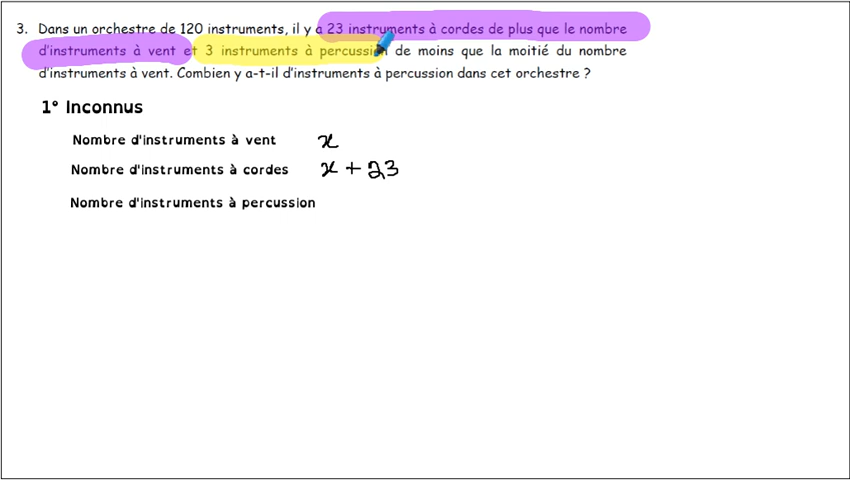 3. Dans un orchestre de 120 instruments, il y a 23 instruments à cordes de plus que le nombre
d'instruments à vent et 3 instruments à percussion de moins que la moitié du nombre
d'instruments à vent. Combien y a-t-il d'instruments à percussion dans cet orchestre ?
1° Inconnus
Nombre d'instruments à vent x
Nombre d'instruments à cordes x + 23
Nombre d'instruments à percussion